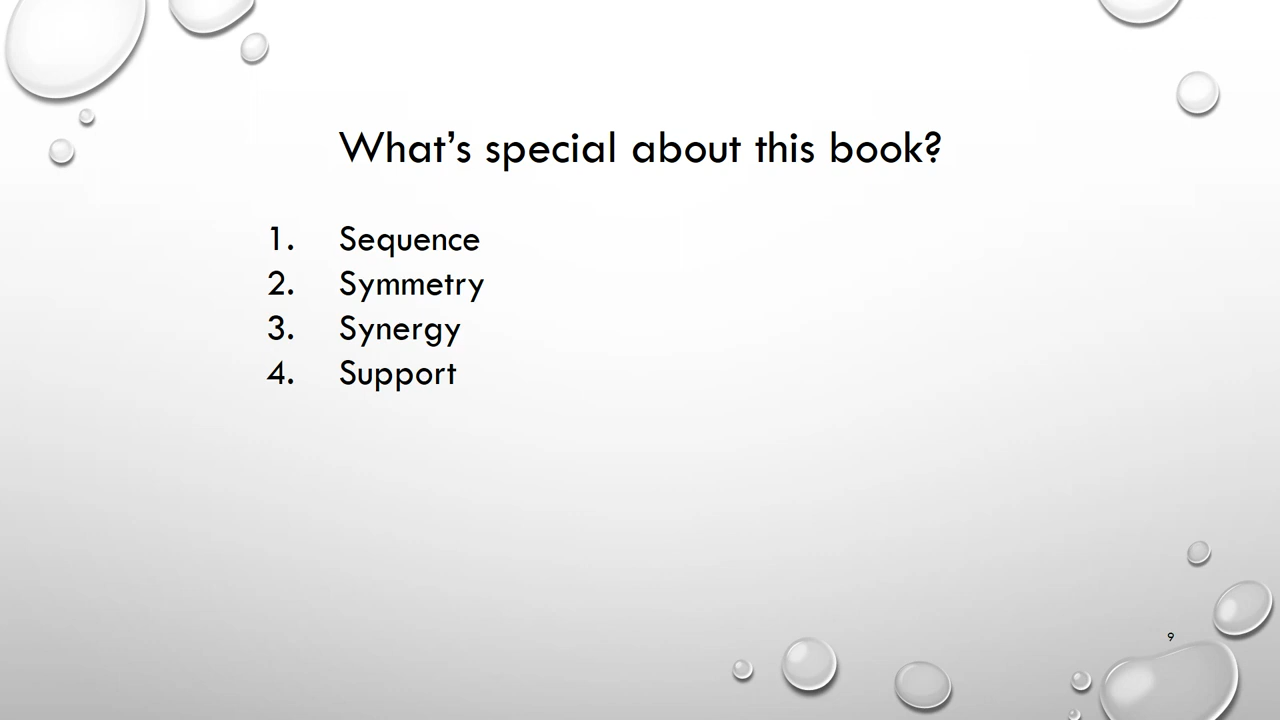 What’s special about this book?
1. Sequence
2. Symmetry
3. Synergy
4. Support
9